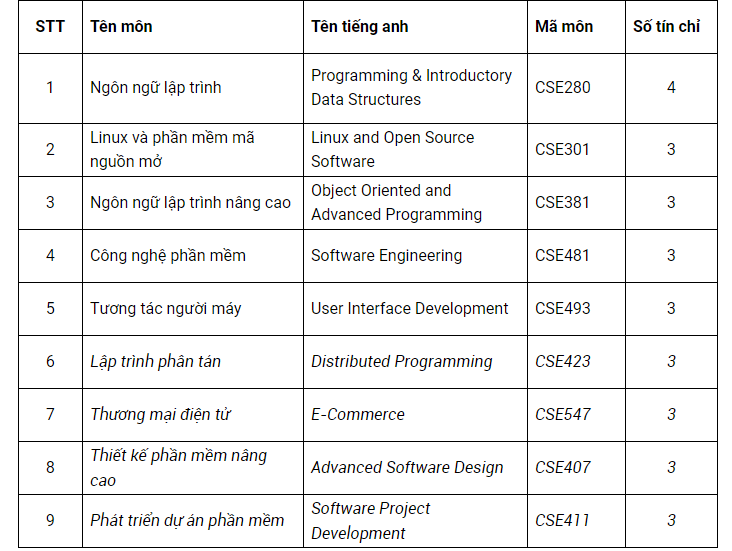 STT Tên môn Tên tiếng anh Mã môn Số tín chỉ
1 Ngôn ngữ lập trình Programming & Introductory Data Structures CSE280 4
2 Linux và phần mềm mã nguồn mở Linux and Open Source Software CSE301 3
3 Ngôn ngữ lập trình nâng cao Object Oriented and Advanced Programming CSE381 3
4 Công nghệ phần mềm Software Engineering CSE481 3
5 Tương tác người máy User Interface Development CSE493 3
6 Lập trình phân tán Distributed Programming CSE423 3
7 Thương mại điện tử E-Commerce CSE547 3
8 Thiết kế phần mềm nâng cao Advanced Software Design CSE407 3
9 Phát triển dự án phần mềm Software Project Development CSE411 3